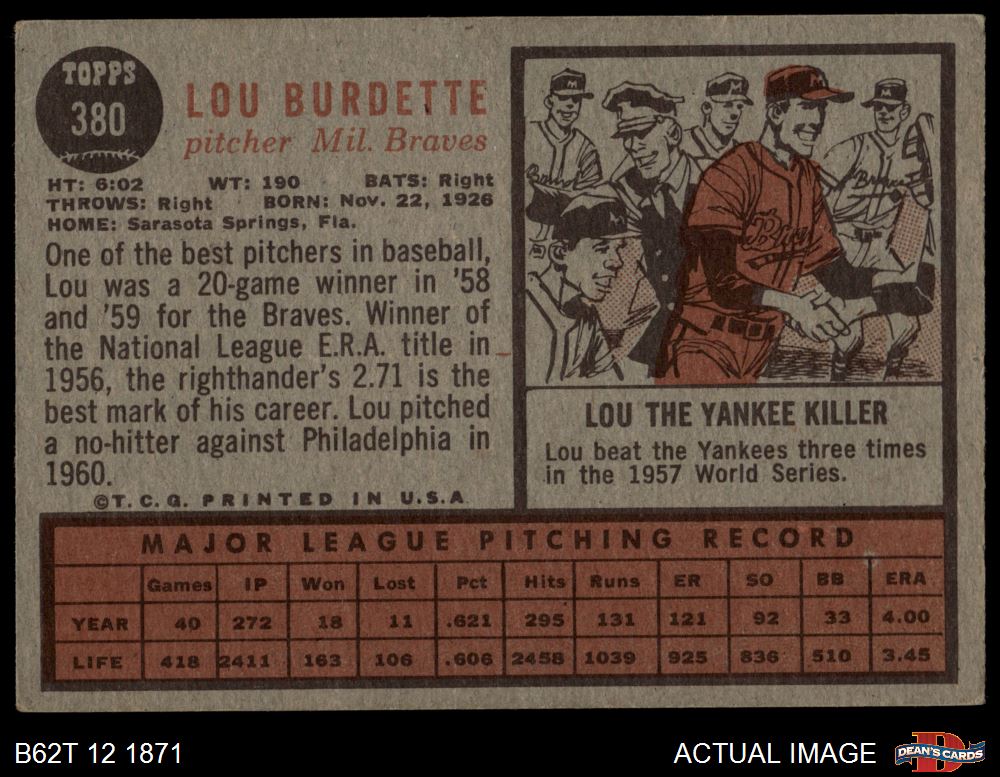 TOPPS
380
LOU BURDETTE
pitcher Mil. Braves
HT: 6:02 WT: 190 BATS: Right
THROWS: Right BORN: Nov. 22, 1926
HOME: Sarasota Springs, Fla.
One of the best pitchers in baseball,
Lou was a 20-game winner in '58
and '59 for the Braves. Winner of
the National League E.R.A. title in
1956, the righthander's 2.71 is the
best mark of his career. Lou pitched
a no-hitter against Philadelphia in
1960.
©T.C.G. PRINTED IN U.S.A
M
M
M
M
Braves
LOU THE YANKEE KILLER
Lou beat the Yankees three times
in the 1957 World Series.
MAJOR LEAGUE PITCHING RECORD
Games IP Won Lost Pct Hits Runs ER SO BB ERA
YEAR 40 272 18 11 .621 295 131 121 92 33 4.00
LIFE 418 2411 163 106 .606 2458 1039 925 836 510 3.45
B62T 12 1871
ACTUAL IMAGE
D
DEAN'S CARDS